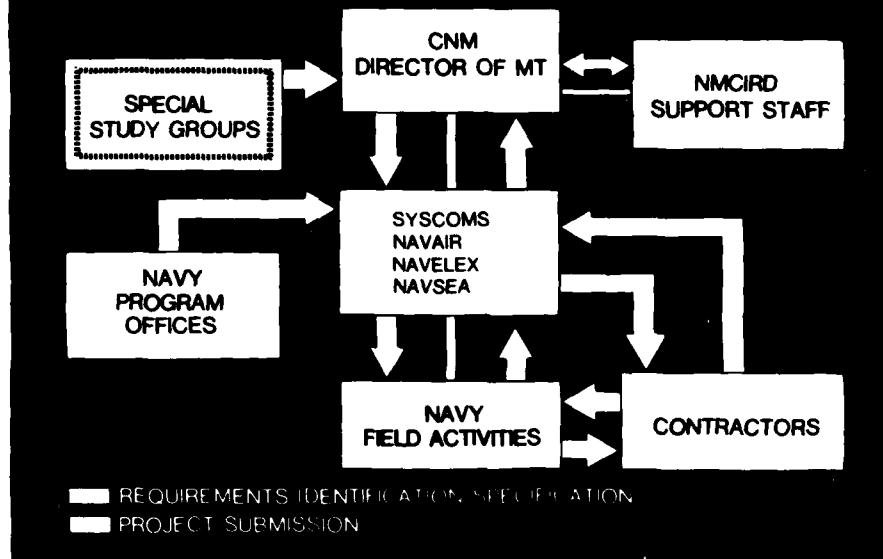 CNM
DIRECTOR OF MT
SPECIAL
STUDY GROUPS
NMCIRD
SUPPORT STAFF
SYSCOMS
NAVAIR
NAVELEX
NAVSEA
NAVY
PROGRAM
OFFICES
NAVY
FIELD ACTIVITIES
CONTRACTORS
REQUIREMENTS IDENTIFICATION SPECIFICATION
PROJECT SUBMISSION